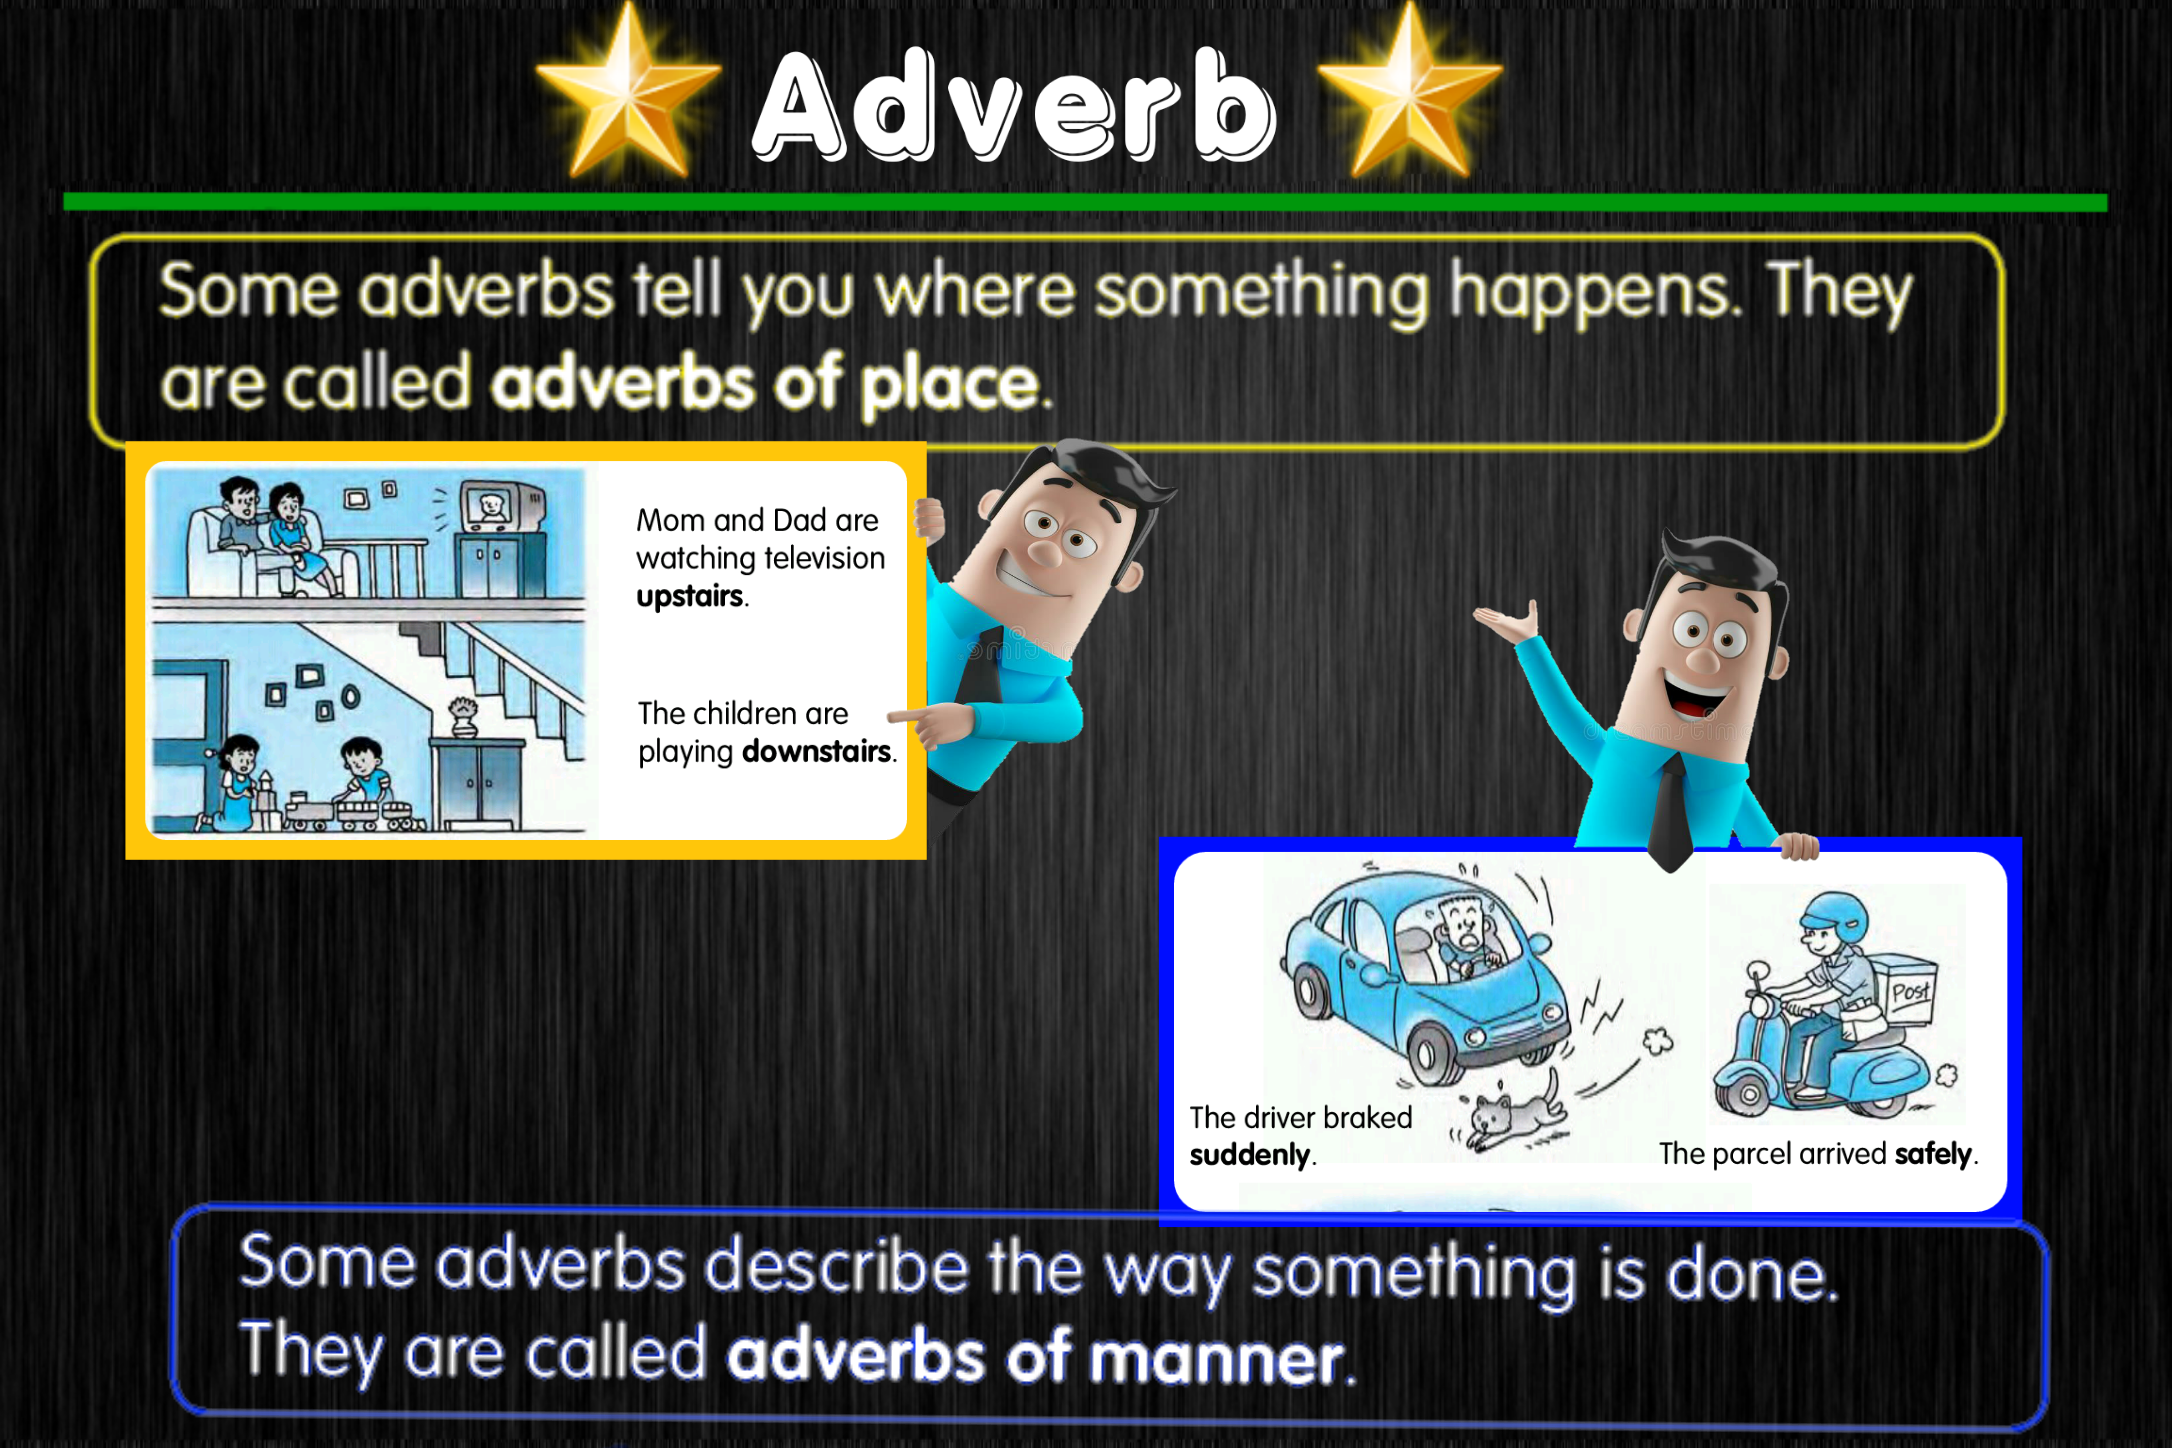 Adverb
Some adverbs tell you where something happens. They
are called adverbs of place.
Mom and Dad are
watching television
upstairs.
The children are
playing downstairs.
Post
The driver braked
suddenly.
The parcel arrived safely.
Some adverbs describe the way something is done.
They are called adverbs of manner.